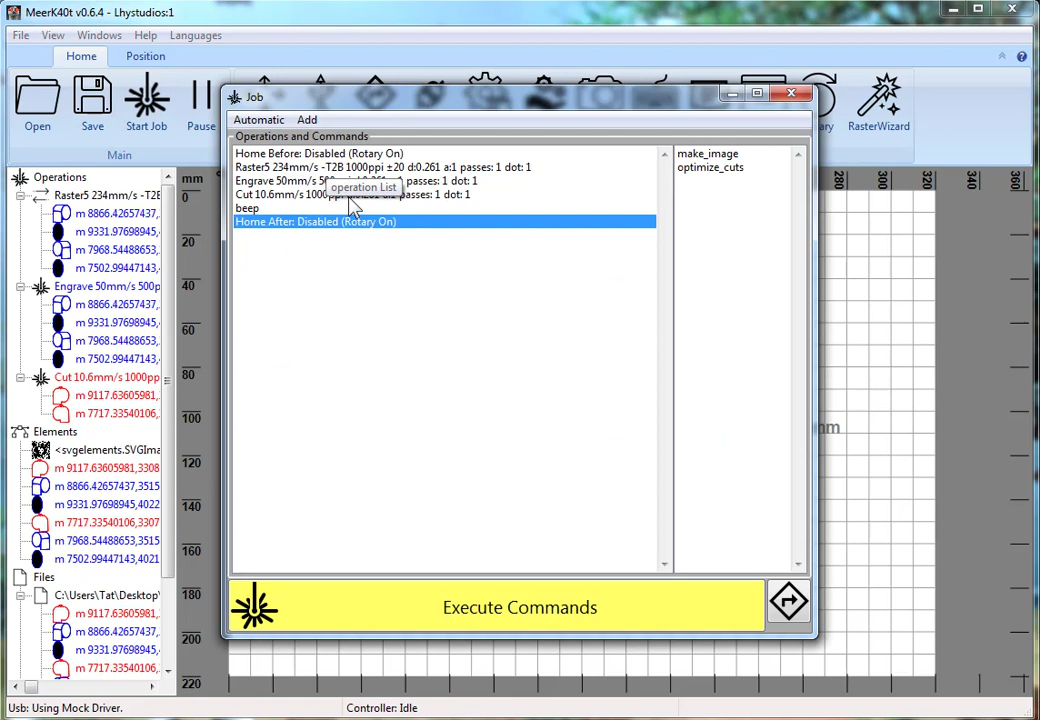 MeerK40t v0.6.4 - Lhystudios:1
File View Windows Help Languages
Home Position
Open Save Start Job Pause RasterWizard
Main
Job
Automatic Add
Operations and Commands
Home Before: Disabled (Rotary On)
Raster5 234mm/s -T2B 1000ppi ±20 d:0.261 a:1 passes: 1 dot: 1
Engrave 50mm/s passes: 1 dot: 1
operation List
Cut 10.6mm/s passes: 1 dot: 1
beep
Home After: Disabled (Rotary On)
make_image
optimize_cuts
Execute Commands
Operations
Raster5 234mm/s -T2B
m 8866.42657437,
m 9331.97698945,
m 7968.54488653,
m 7502.99447143,
Engrave 50mm/s 500p
m 8866.42657437,
m 9331.97698945,
m 7968.54488653,
m 7502.99447143,
Cut 10.6mm/s 1000pp
m 9117.63605981,
m 7717.33540106,
Elements
<svgelements.SVGIma
m 9117.63605981,3308
m 8866.42657437,3515
m 9331.97698945,4022
m 7717.33540106,3307
m 7968.54488653,3515
m 7502.99447143,4021
Files
C:\Users\Tat\Desktop\
m 9117.63605981,
m 8866.42657437,
m 9331.97698945,
m 7717.33540106,
mm
0
20
40
60
80
100
120
140
160
180
200
220
280 300 320 340 360
mm
Usb: Using Mock Driver. Controller: Idle